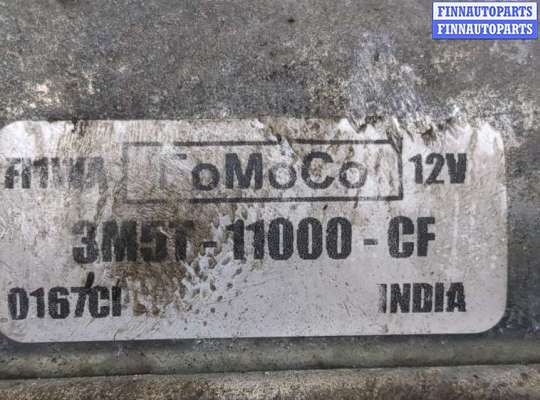 FINNAUTOPARTS
FINNAUTOPARTS
FoMoCo 12V
3M5T-11000-CF
0167CI
INDIA